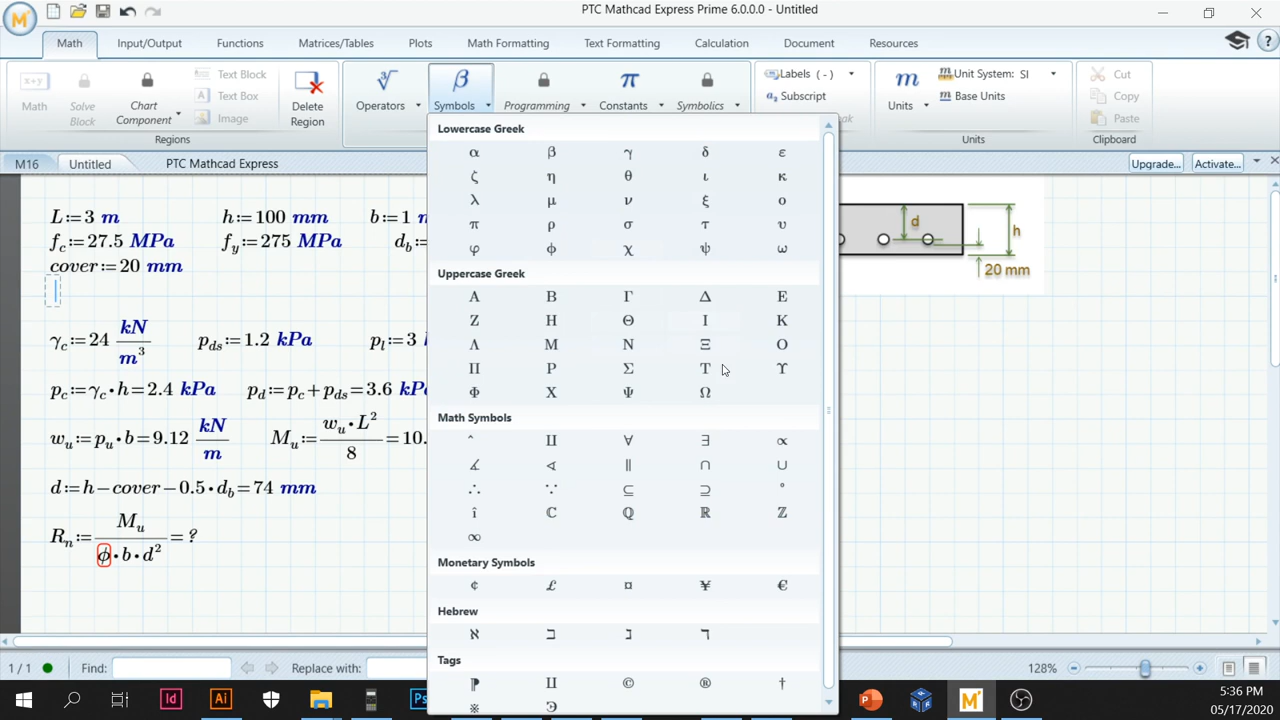 PTC Mathcad Express Prime 6.0.0.0 - Untitled
Math Input/Output Functions Matrices/Tables Plots Math Formatting Text Formatting Calculation Document Resources
x+y
Math
Solve Block
Chart Component
Text Block
Text Box
Image
Delete Region
Regions
Operators
β
Symbols
Programming
π
Constants
Symbolics
Labels ( - )
Subscript
m
Units
Unit System: SI
Base Units
Units
Cut
Copy
Paste
Clipboard
M16 Untitled PTC Mathcad Express
Upgrade... Activate...
L:=3 m h:=100 mm b:=1
f_c:=27.5 MPa f_y:=275 MPa d_b:=
cover:=20 mm
γ_c:=24 kN/m³ p_ds:=1.2 kPa p_l:=3
p_c:=γ_c·h=2.4 kPa p_d:=p_c+p_ds=3.6
w_u:=p_u·b=9.12 kN/m M_u:=w_u·L²/8=10.
d:=h−cover−0.5·d_b=74 mm
R_n:=M_u/ϕ·b·d²=?
Lowercase Greek
α β γ δ ε
ζ η θ ι κ
λ μ ν ξ ο
π ρ σ τ υ
φ ϕ χ ψ ω
Uppercase Greek
Α Β Γ Δ Ε
Ζ Η Θ Ι Κ
Λ Μ Ν Ξ Ο
Π Ρ Σ Τ ϒ
Φ Χ Ψ Ω
Math Symbols
ˆ ∐ ∀ ∃ ∝
∡ ∢ ∥ ∩ ∪
∴ ∵ ⊆ ⊇ °
î ℂ ℚ ℝ ℤ
∞
Monetary Symbols
¢ £ ¤ ¥ €
Hebrew
ℵ ℶ ℷ ℸ
Tags
⁋ ∐ © ® †
※
d
h
20 mm
1 / 1 Find: Replace with: 128%
Id Ai Ps P M
5:36 PM
05/17/2020